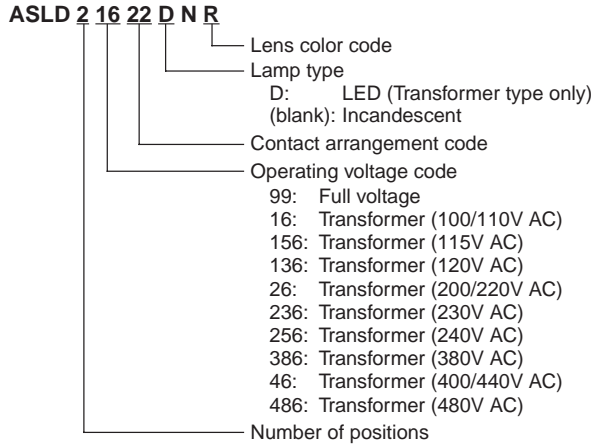 ASLD 2 16 22 D N R
Lens color code
Lamp type
D: LED (Transformer type only)
(blank): Incandescent
Contact arrangement code
Operating voltage code
99: Full voltage
16: Transformer (100/110V AC)
156: Transformer (115V AC)
136: Transformer (120V AC)
26: Transformer (200/220V AC)
236: Transformer (230V AC)
256: Transformer (240V AC)
386: Transformer (380V AC)
46: Transformer (400/440V AC)
486: Transformer (480V AC)
Number of positions